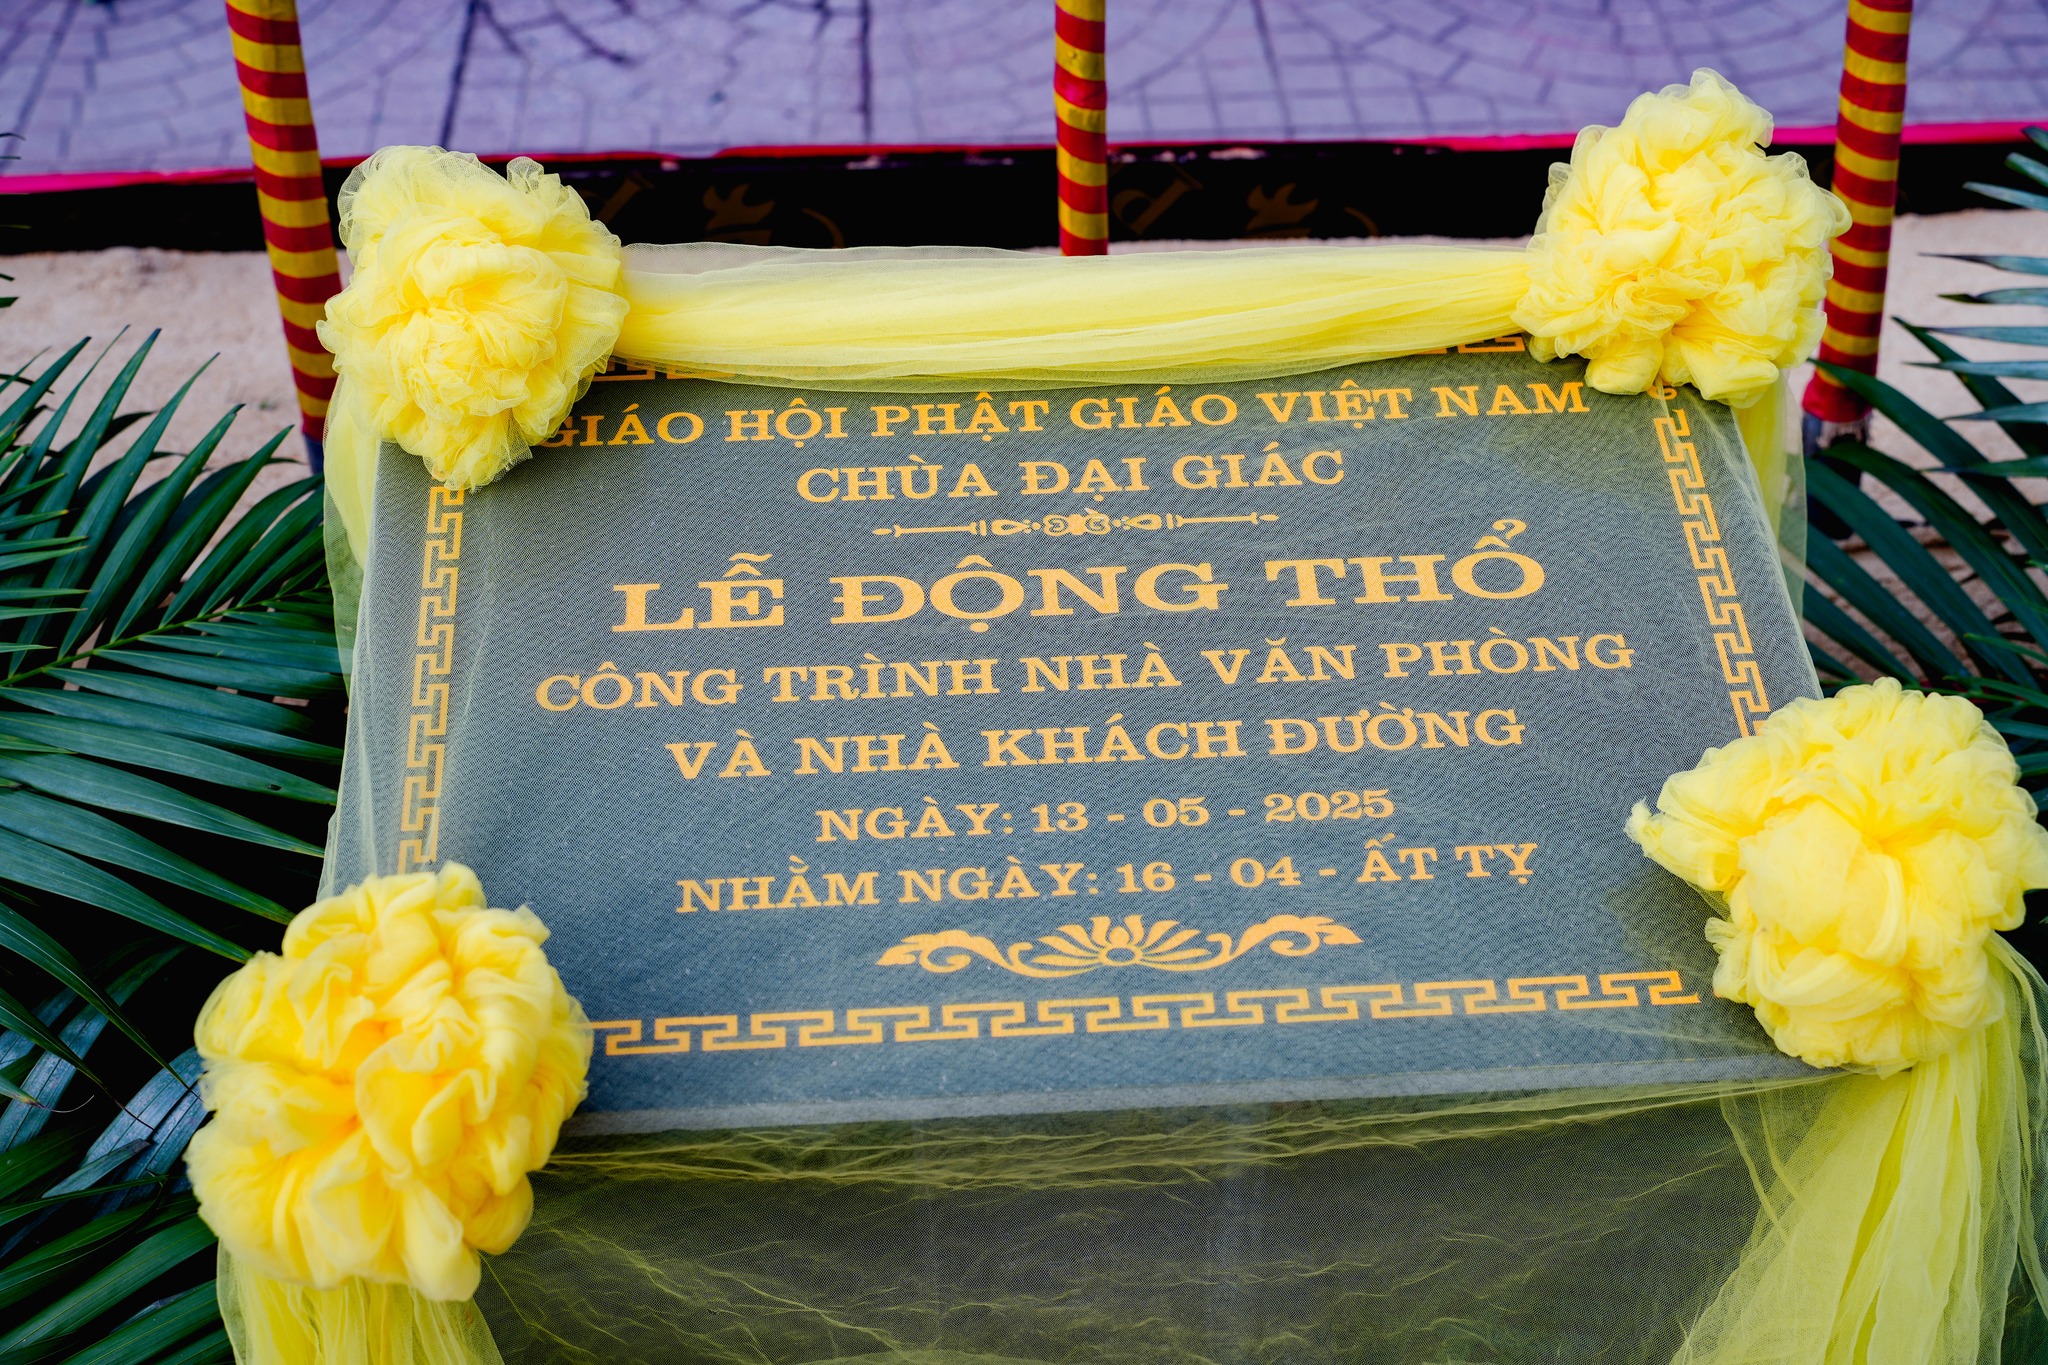 GIÁO HỘI PHẬT GIÁO VIỆT NAM
CHÙA ĐẠI GIÁC
LỄ ĐỘNG THỔ
CÔNG TRÌNH NHÀ VĂN PHÒNG
VÀ NHÀ KHÁCH ĐƯỜNG
NGÀY: 13 - 05 - 2025
NHẰM NGÀY: 16 - 04 - ẤT TỴ